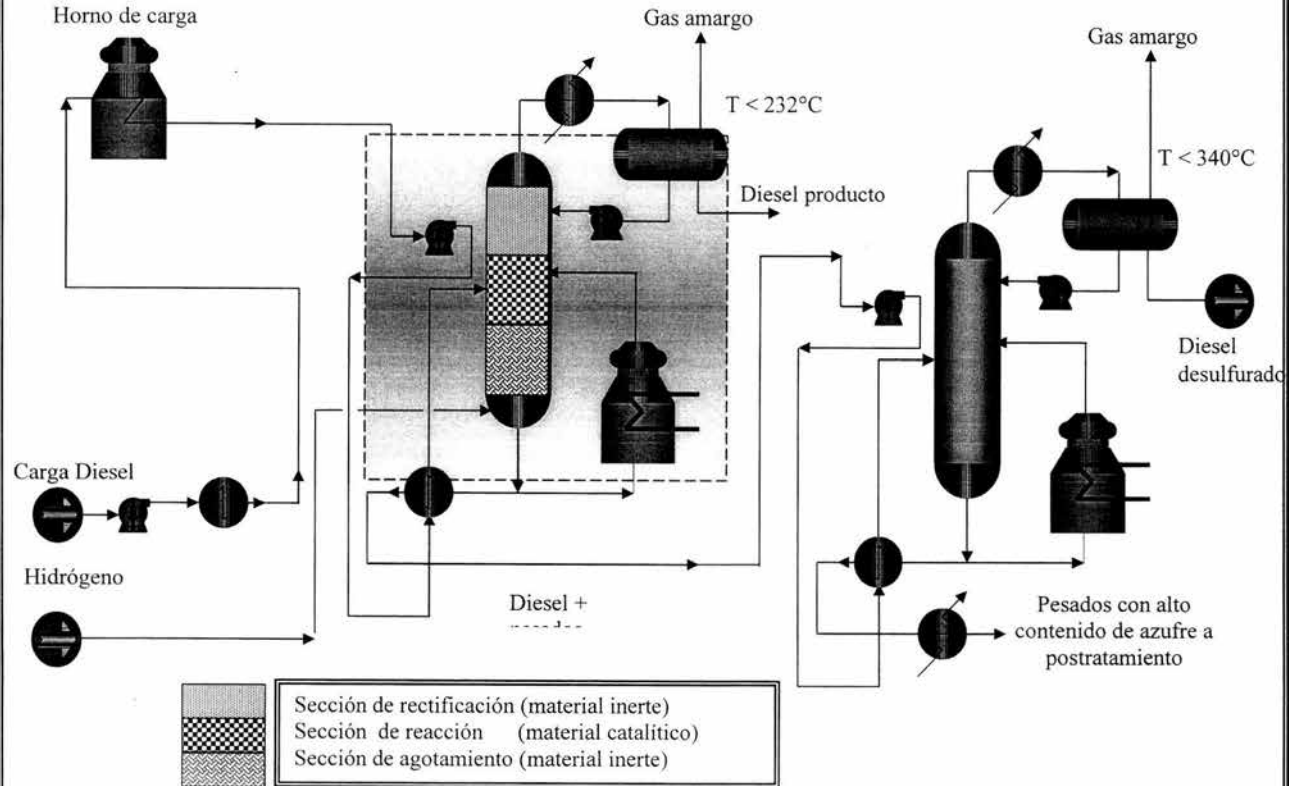 Horno de carga
Gas amargo
Gas amargo
T < 232°C
T < 340°C
Diesel producto
Diesel
desulfurado
Carga Diesel
Hidrógeno
Diesel +
Pesados con alto
contenido de azufre a
postratamiento
Sección de rectificación (material inerte)
Sección de reacción (material catalítico)
Sección de agotamiento (material inerte)